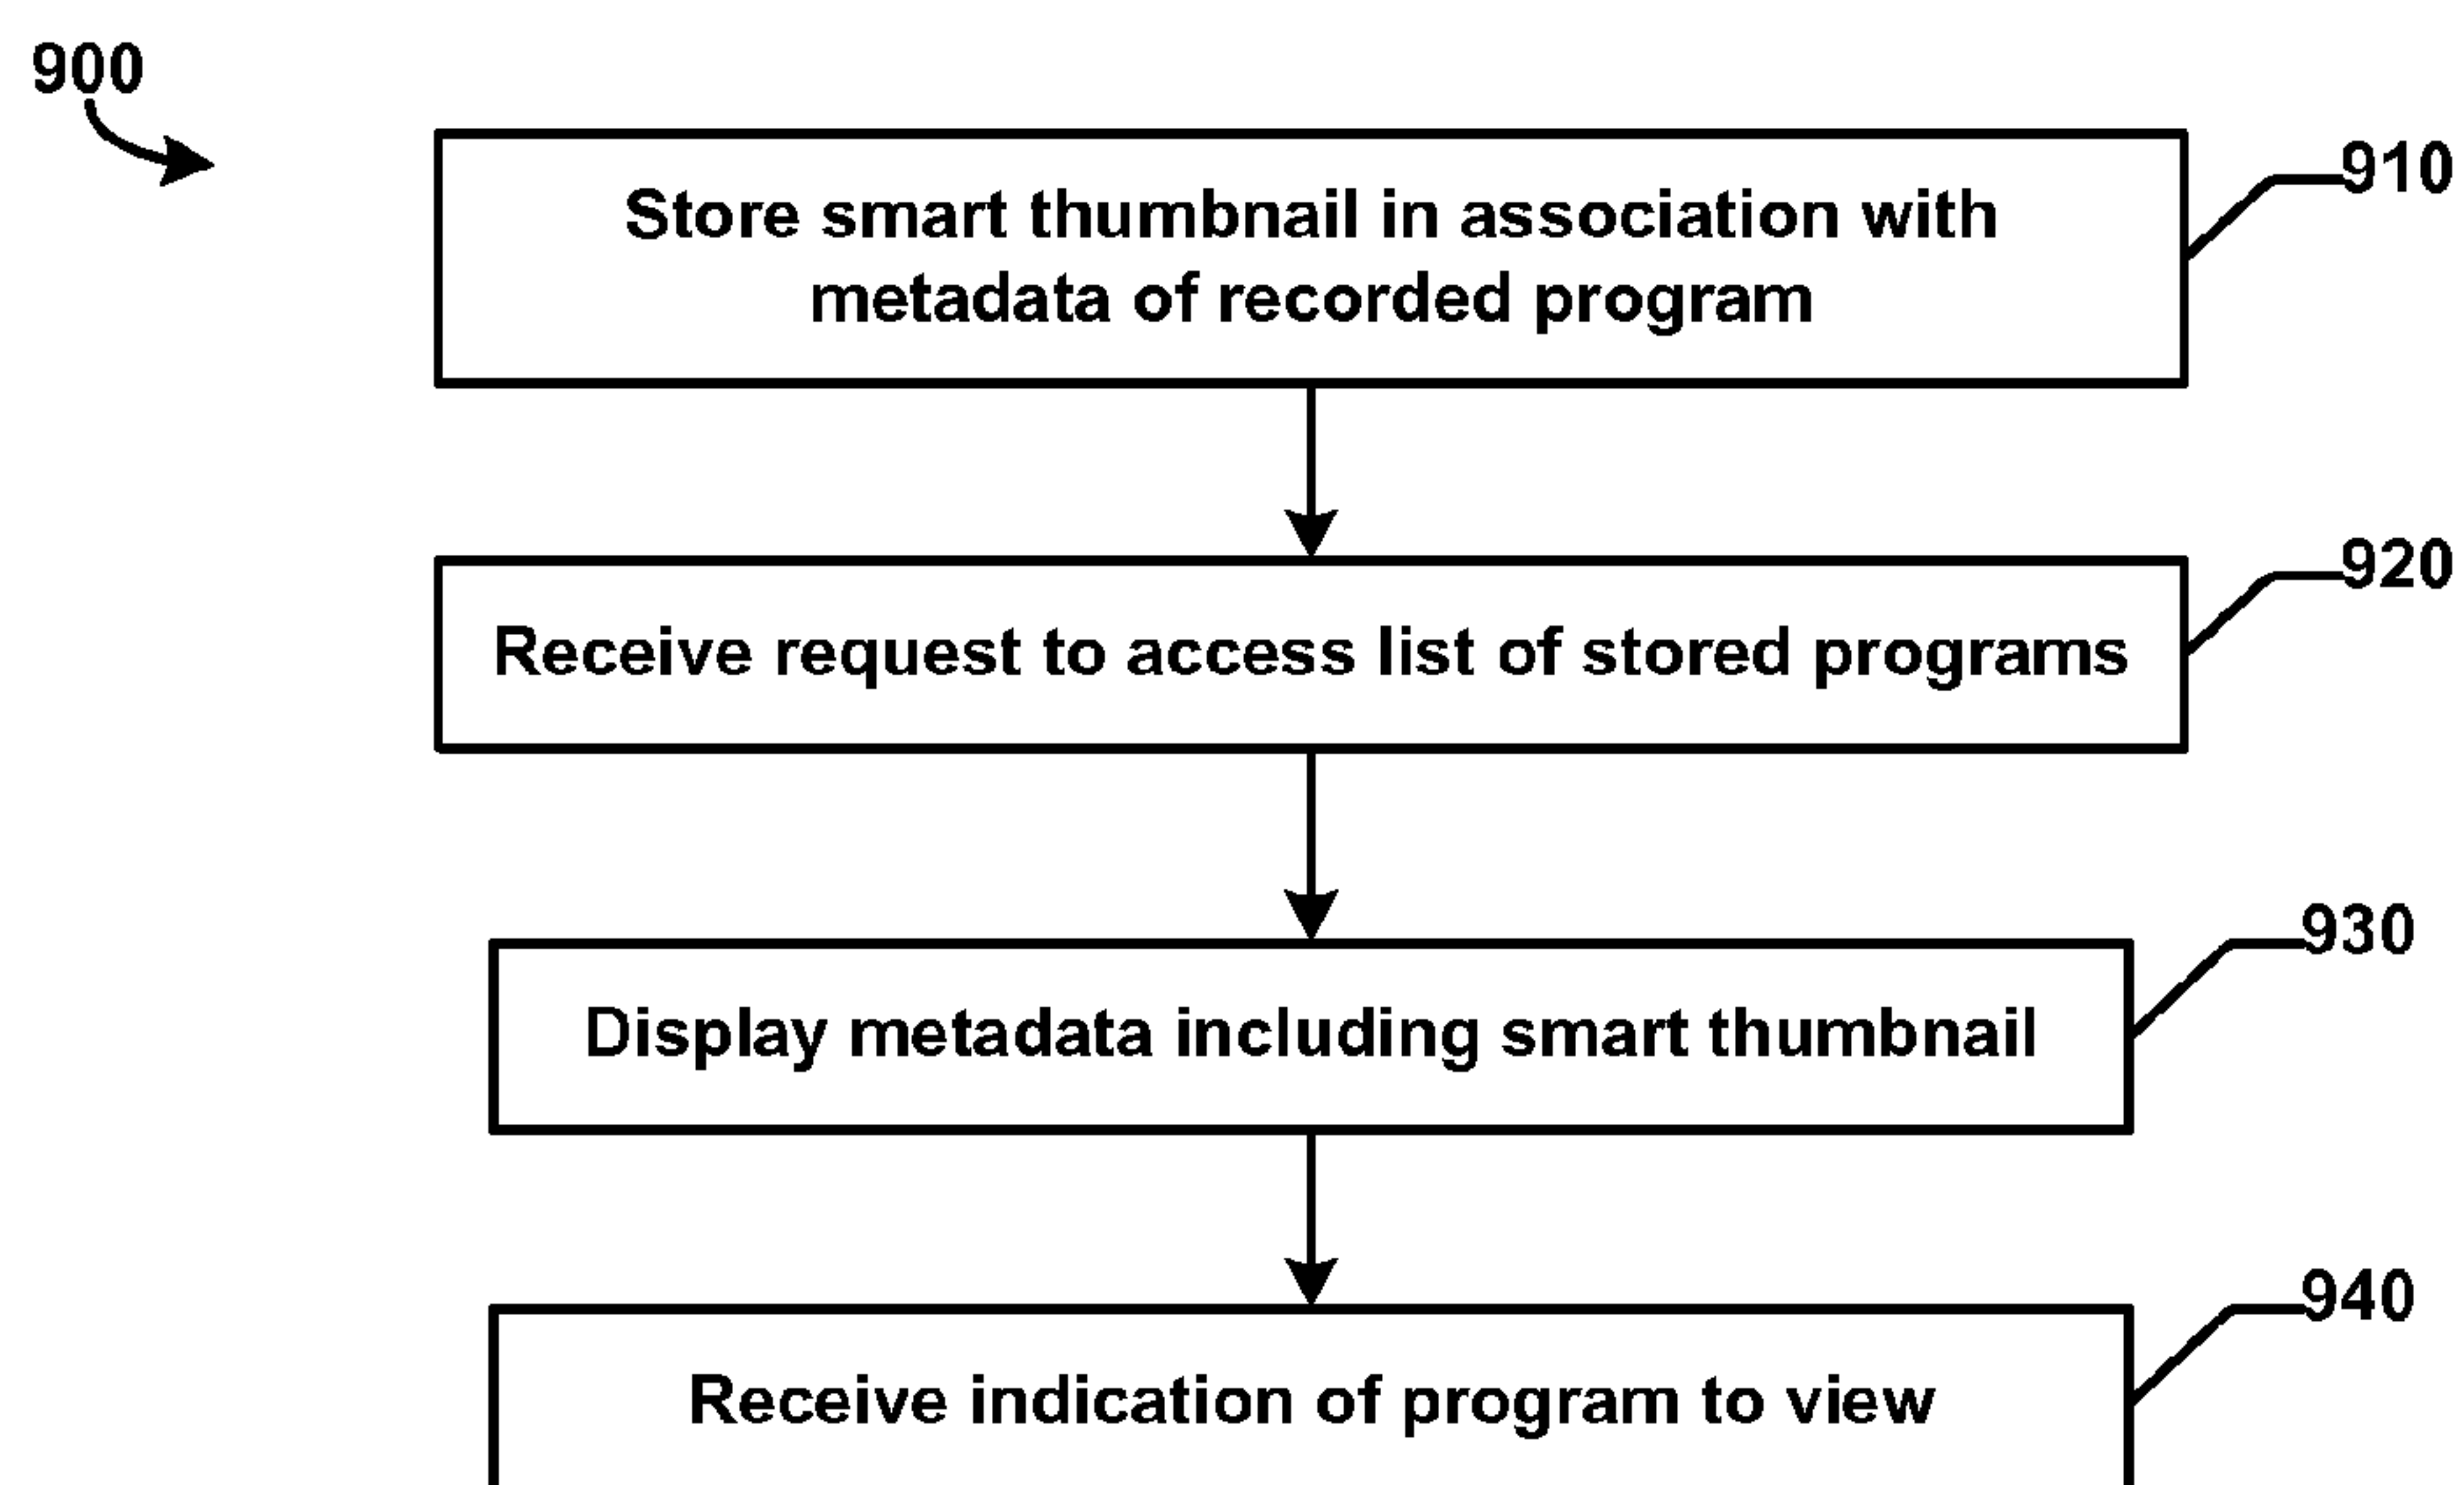 900
910
Store smart thumbnail in association with
metadata of recorded program
920
Receive request to access list of stored programs
930
Display metadata including smart thumbnail
940
Receive indication of program to view